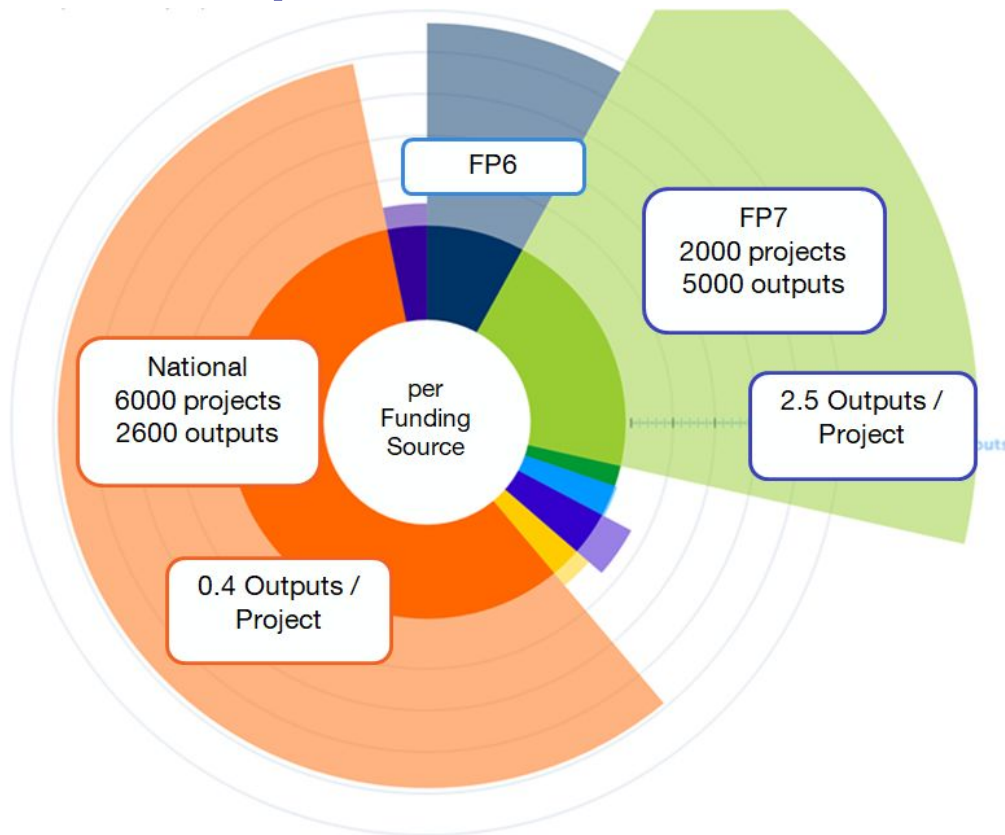 FP6
FP7
2000 projects
5000 outputs
National
6000 projects
2600 outputs
per
Funding
Source
2.5 Outputs /
Project
0.4 Outputs /
Project